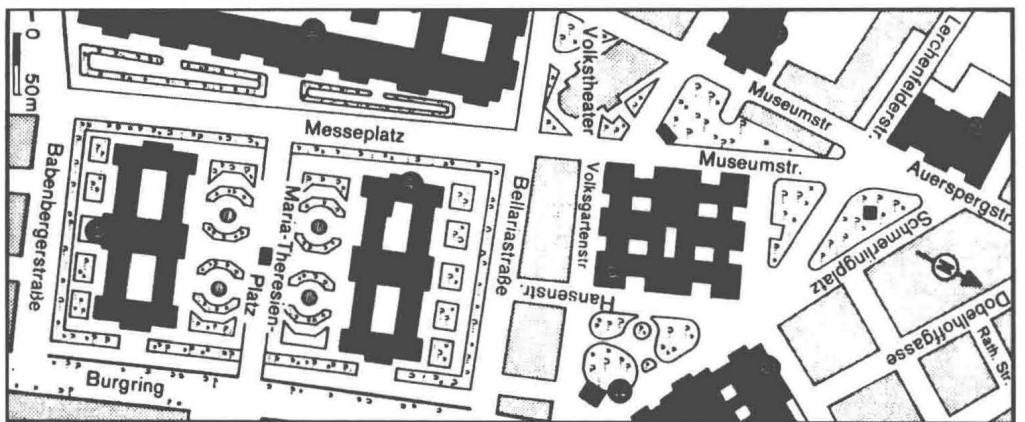 0
50m
Messeplatz
Volkstheater
Museumstr
Lerchenfelderstr.
Museumstr.
Auerspergstr.
Babenbergerstraße
Maria-Theresien-
Platz
Bellariastraße
Volksgartenstr
Hansenstr.
Schmerlingplatz
N
Doblhoffgasse
Rath. Str.
Burgring